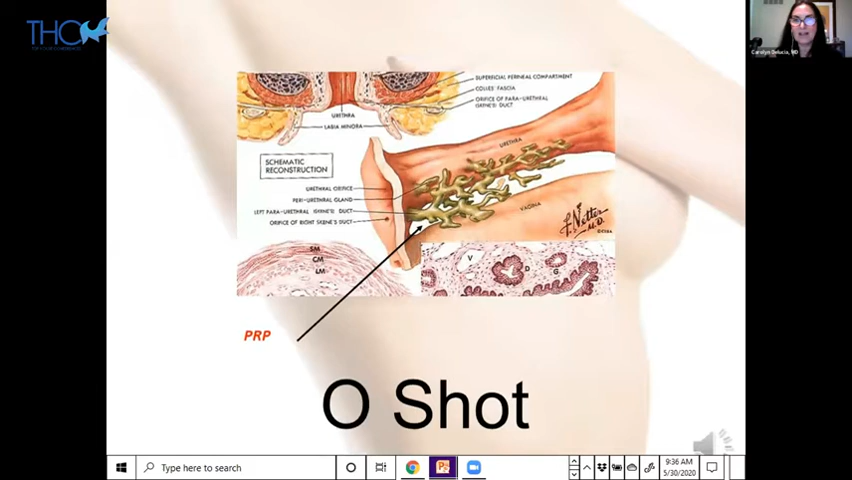 THC
Carolyn Delucia, MD
SUPERFICIAL PERINEAL COMPARTMENT
COLLES' FASCIA
ORIFICE OF PARA-URETHRAL
(SKENE'S) DUCT
URETHRA
LABIA MINORA
URETHRA
SCHEMATIC
RECONSTRUCTION
URETHRAL ORIFICE
PERI-URETHRAL GLAND
LEFT PARA-URETHRAL (SKENE'S) DUCT
ORIFICE OF RIGHT SKENE'S DUCT
VAGINA
F. Netter
M.D.
SM
CM
LM
V
D
G
PRP
O Shot
Type here to search
9:36 AM
5/30/2020